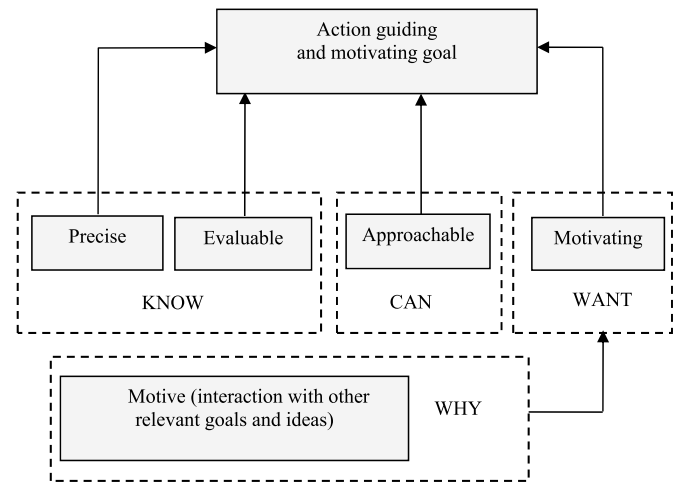 Action guiding
and motivating goal
Precise
Evaluable
Approachable
Motivating
KNOW
CAN
WANT
Motive (interaction with other
relevant goals and ideas)
WHY